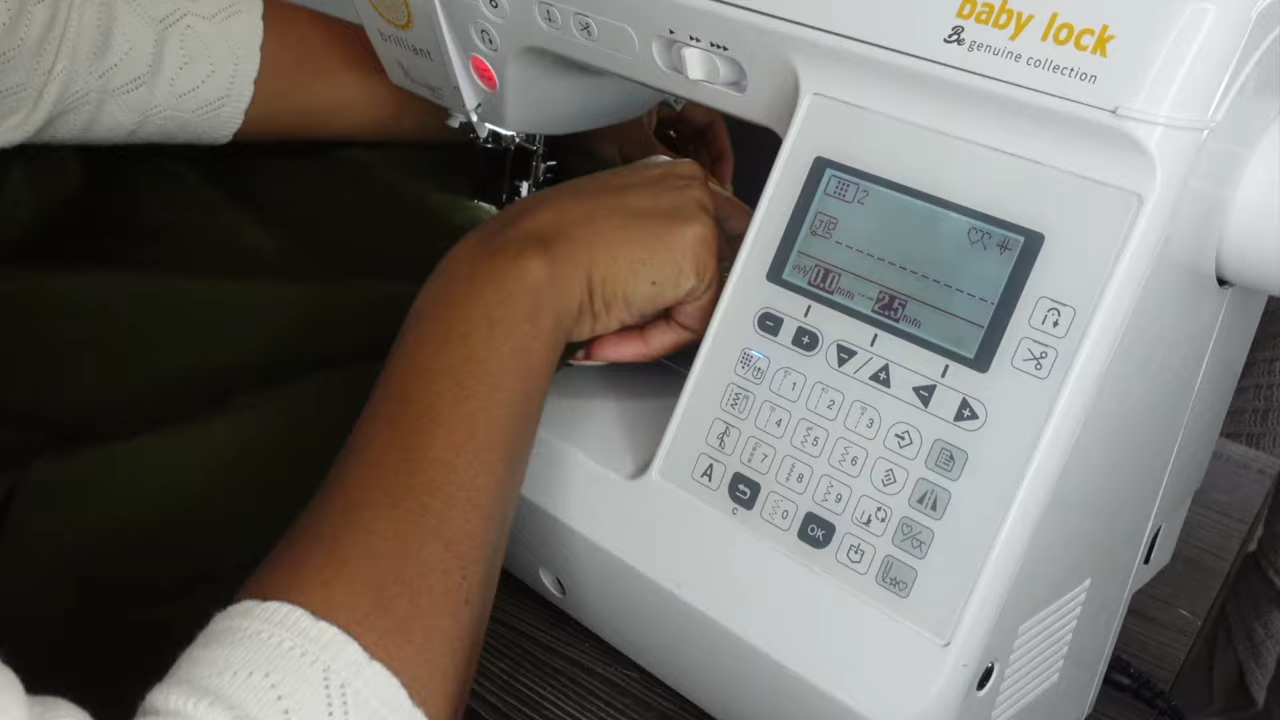 baby lock
Be genuine collection
brilliant
2
J
0.0mm 2.5mm
1 2 3
4 5 6
7 8 9
A C 0 OK